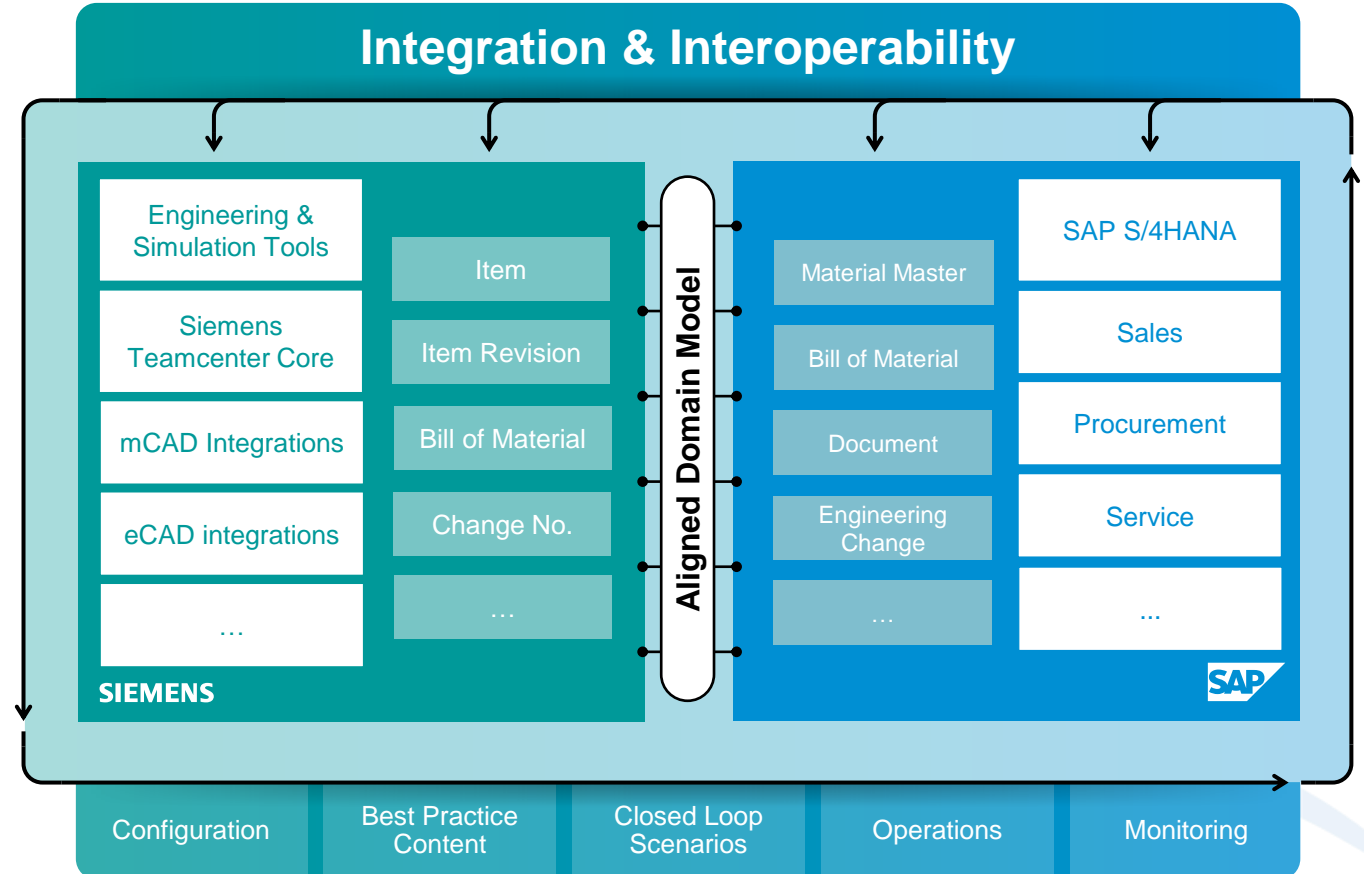 Integration & Interoperability
Engineering &
Simulation Tools
Siemens
Teamcenter Core
mCAD Integrations
eCAD integrations
…
SIEMENS
Item
Item Revision
Bill of Material
Change No.
…
Aligned Domain Model
Material Master
Bill of Material
Document
Engineering
Change
…
SAP S/4HANA
Sales
Procurement
Service
...
SAP
Configuration
Best Practice
Content
Closed Loop
Scenarios
Operations
Monitoring